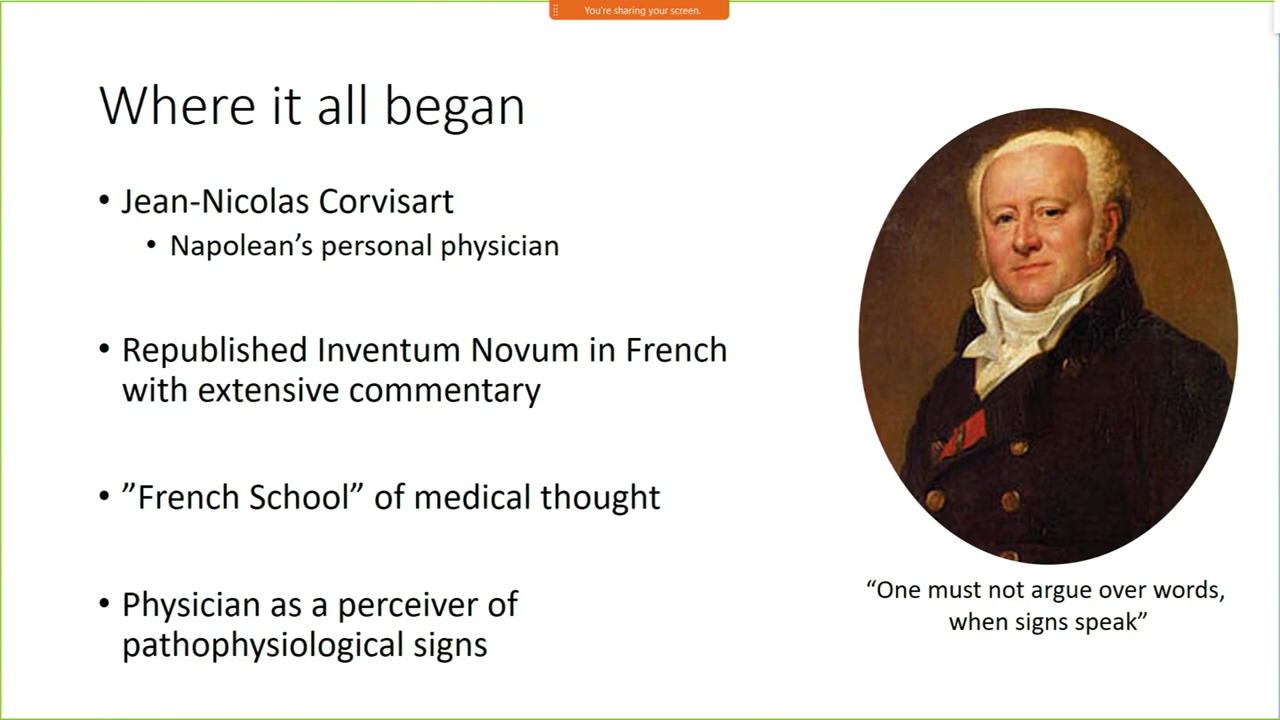 You're sharing your screen.
Where it all began
• Jean-Nicolas Corvisart
• Napolean’s personal physician
• Republished Inventum Novum in French
with extensive commentary
• ”French School” of medical thought
• Physician as a perceiver of
pathophysiological signs
“One must not argue over words,
when signs speak”